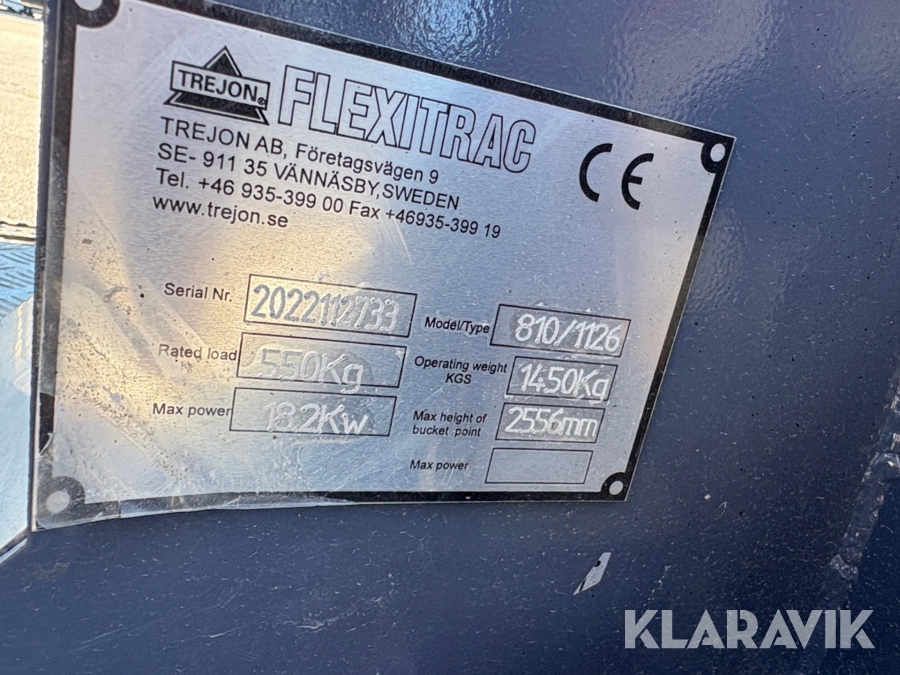 TREJON® FLEXITRAC
TREJON AB, Företagsvägen 9
SE- 911 35 VÄNNÄSBY,SWEDEN
Tel. +46 935-399 00 Fax +46935-399 19
www.trejon.se
CE
Serial Nr. 2022112733 Model/Type 810/1126
Rated load 550Kg Operating weight KGS 1450Kg
Max power 18.2Kw Max height of bucket point 2556mm
Max power
KLARAVIK